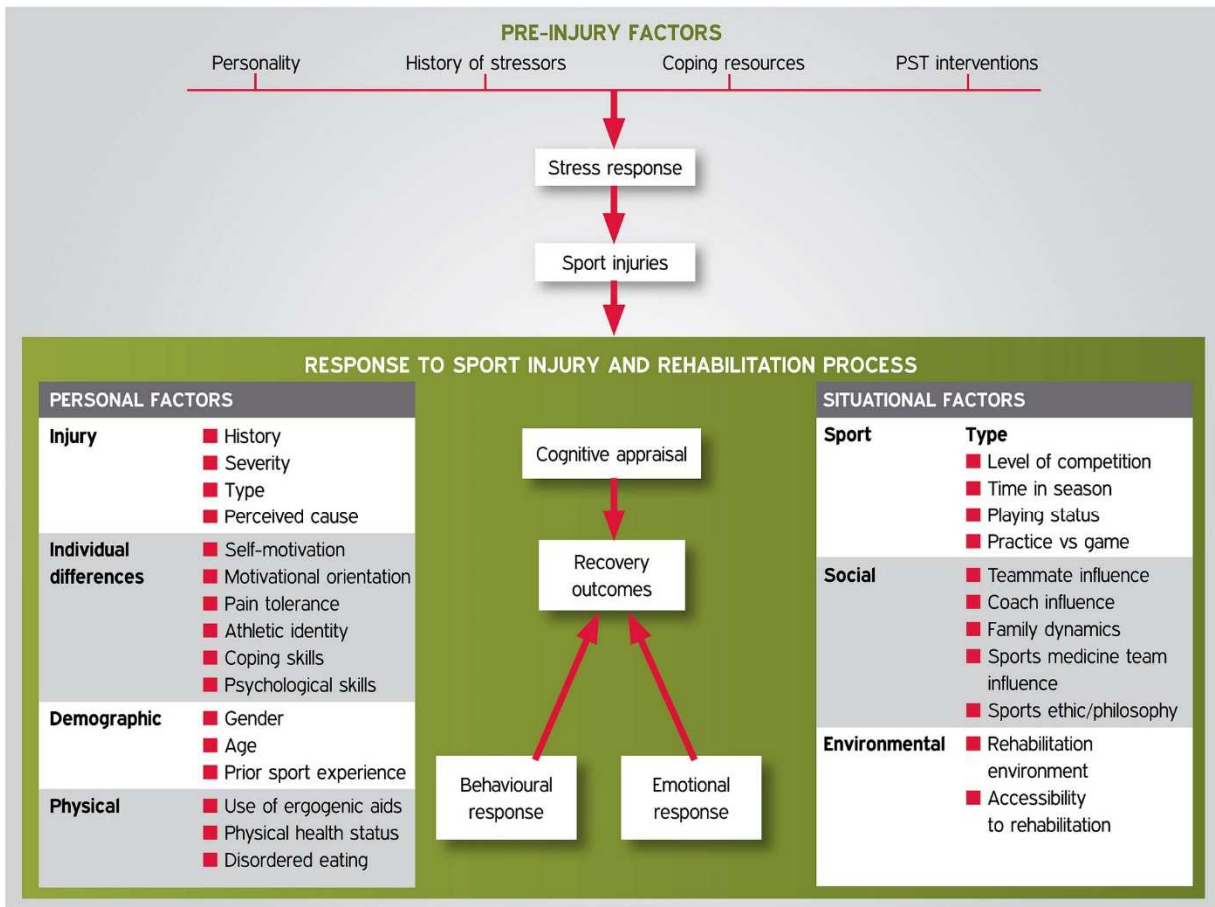 PRE-INJURY FACTORS
Personality
History of stressors
Coping resources
PST interventions
Stress response
Sport injuries
RESPONSE TO SPORT INJURY AND REHABILITATION PROCESS
PERSONAL FACTORS
Injury
History
Severity
Type
Perceived cause
Individual
differences
Self-motivation
Motivational orientation
Pain tolerance
Athletic identity
Coping skills
Psychological skills
Demographic
Gender
Age
Prior sport experience
Physical
Use of ergogenic aids
Physical health status
Disordered eating
Cognitive appraisal
Recovery
outcomes
Behavioural
response
Emotional
response
SITUATIONAL FACTORS
Sport
Type
Level of competition
Time in season
Playing status
Practice vs game
Social
Teammate influence
Coach influence
Family dynamics
Sports medicine team
influence
Sports ethic/philosophy
Environmental
Rehabilitation
environment
Accessibility
to rehabilitation